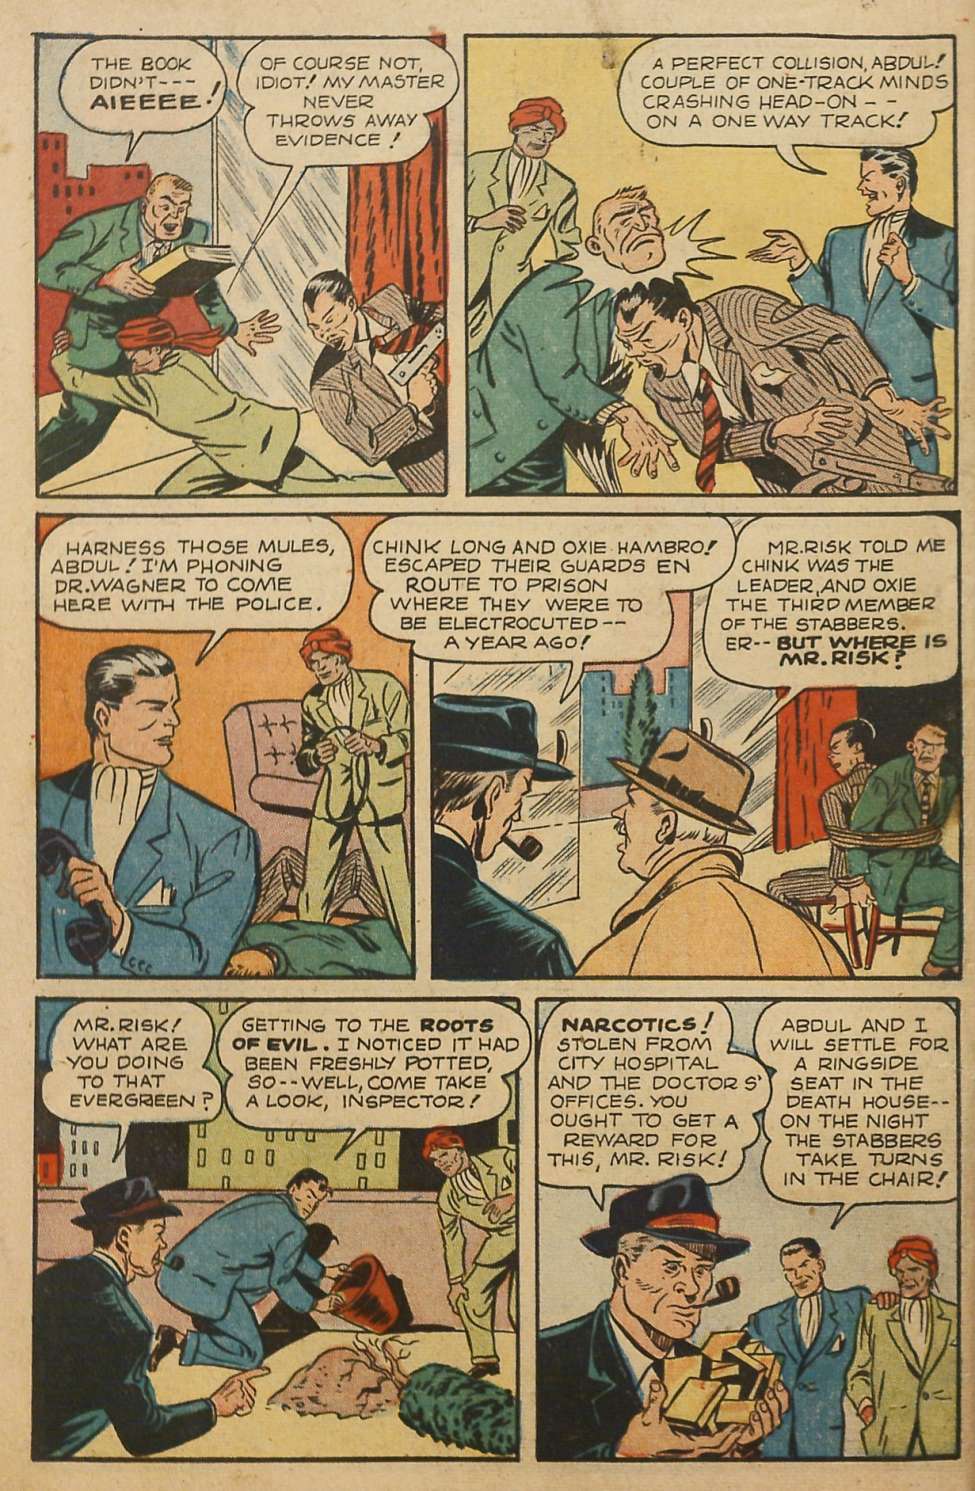 THE BOOK
DIDN'T---
AIEEEE!
OF COURSE NOT,
IDIOT! MY MASTER
NEVER
THROWS AWAY
EVIDENCE!
A PERFECT COLLISION, ABDUL!
COUPLE OF ONE-TRACK MINDS
CRASHING HEAD-ON--
ON A ONE WAY TRACK!
HARNESS THOSE MULES,
ABDUL! I'M PHONING
DR. WAGNER TO COME
HERE WITH THE POLICE.
CHINK LONG AND OXIE HAMBRO!
ESCAPED THEIR GUARDS EN
ROUTE TO PRISON
WHERE THEY WERE TO
BE ELECTROCUTED--
A YEAR AGO!
MR. RISK TOLD ME
CHINK WAS THE
LEADER, AND OXIE
THE THIRD MEMBER
OF THE STABBERS.
ER-- BUT WHERE IS
MR. RISK?
MR. RISK!
WHAT ARE
YOU DOING
TO THAT
EVERGREEN?
GETTING TO THE ROOTS
OF EVIL. I NOTICED IT HAD
BEEN FRESHLY POTTED,
SO--WELL, COME TAKE
A LOOK, INSPECTOR!
NARCOTICS!
STOLEN FROM
CITY HOSPITAL
AND THE DOCTORS'
OFFICES. YOU
OUGHT TO GET A
REWARD FOR
THIS, MR. RISK!
ABDUL AND I
WILL SETTLE FOR
A RINGSIDE
SEAT IN THE
DEATH HOUSE--
ON THE NIGHT
THE STABBERS
TAKE TURNS
IN THE CHAIR!